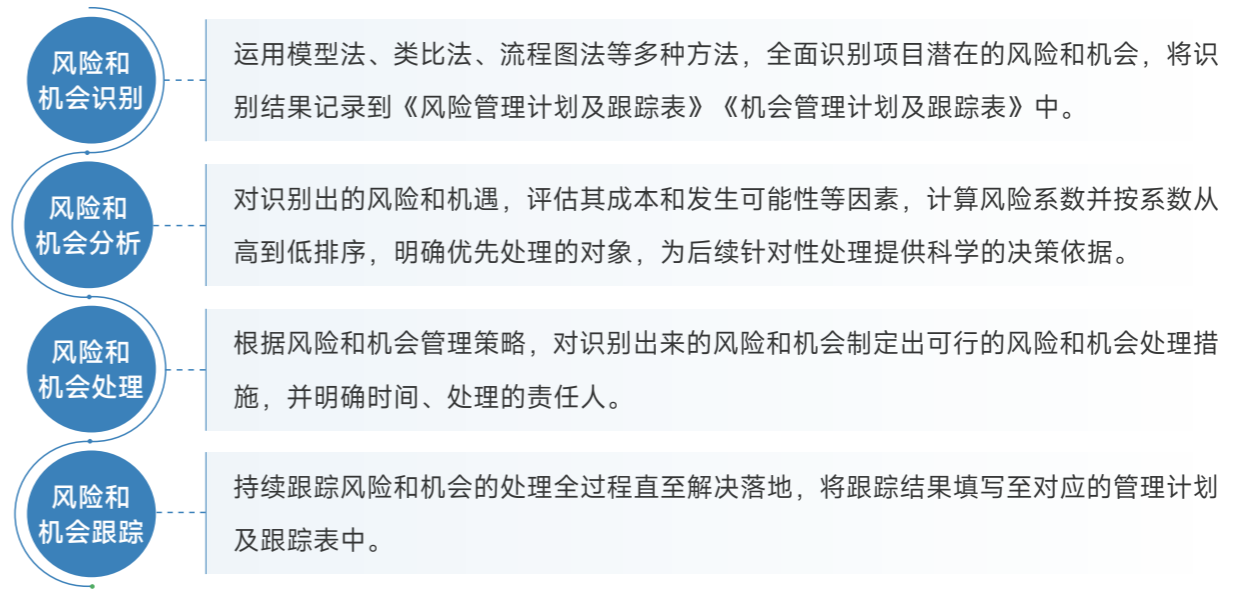 风险和
机会识别
运用模型法、类比法、流程图法等多种方法，全面识别项目潜在的风险和机会，将识
别结果记录到《风险管理计划及跟踪表》《机会管理计划及跟踪表》中。
风险和
机会分析
对识别出的风险和机遇，评估其成本和发生可能性等因素，计算风险系数并按系数从
高到低排序，明确优先处理的对象，为后续针对性处理提供科学的决策依据。
风险和
机会处理
根据风险和机会管理策略，对识别出来的风险和机会制定出可行的风险和机会处理措
施，并明确时间、处理的责任人。
风险和
机会跟踪
持续跟踪风险和机会的处理全过程直至解决落地，将跟踪结果填写至对应的管理计划
及跟踪表中。